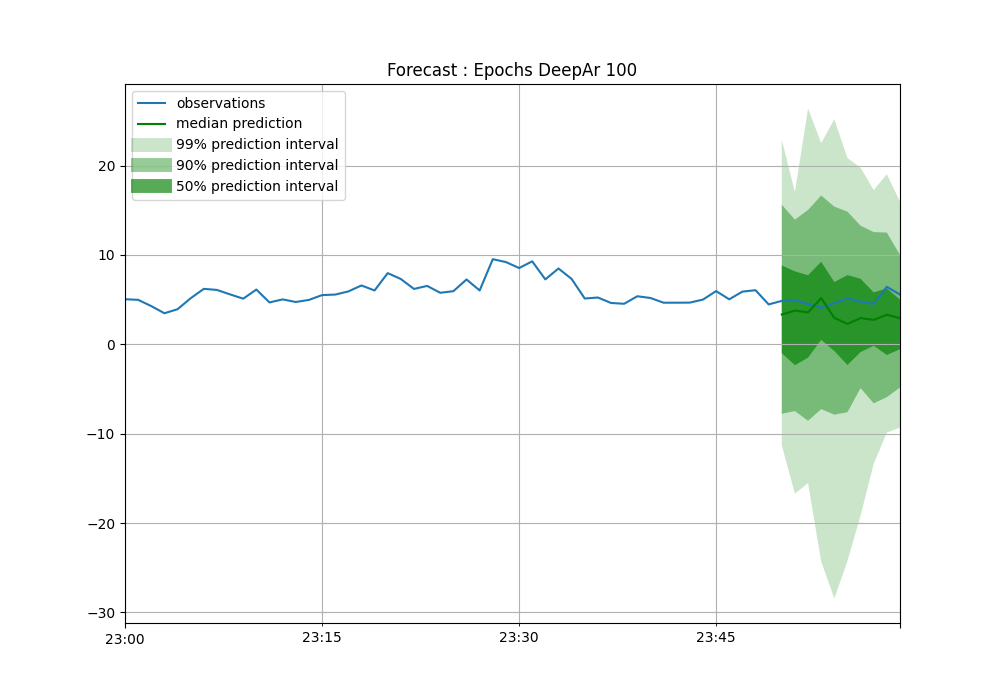 Forecast : Epochs DeepAr 100
observations
median prediction
99% prediction interval
90% prediction interval
50% prediction interval
20
10
0
−10
−20
−30
23:00
23:15
23:30
23:45